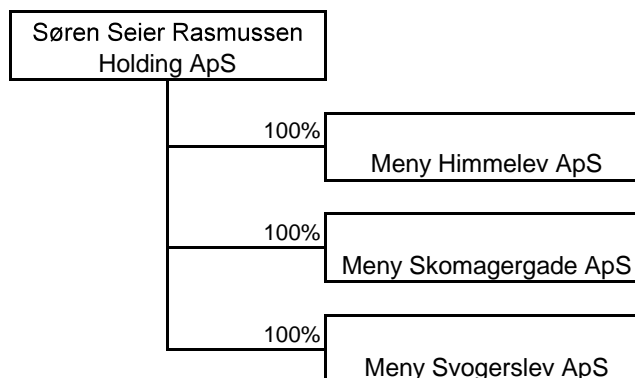 Søren Seier Rasmussen
Holding ApS
100%
Meny Himmelev ApS
100%
Meny Skomagergade ApS
100%
Meny Svogerslev ApS